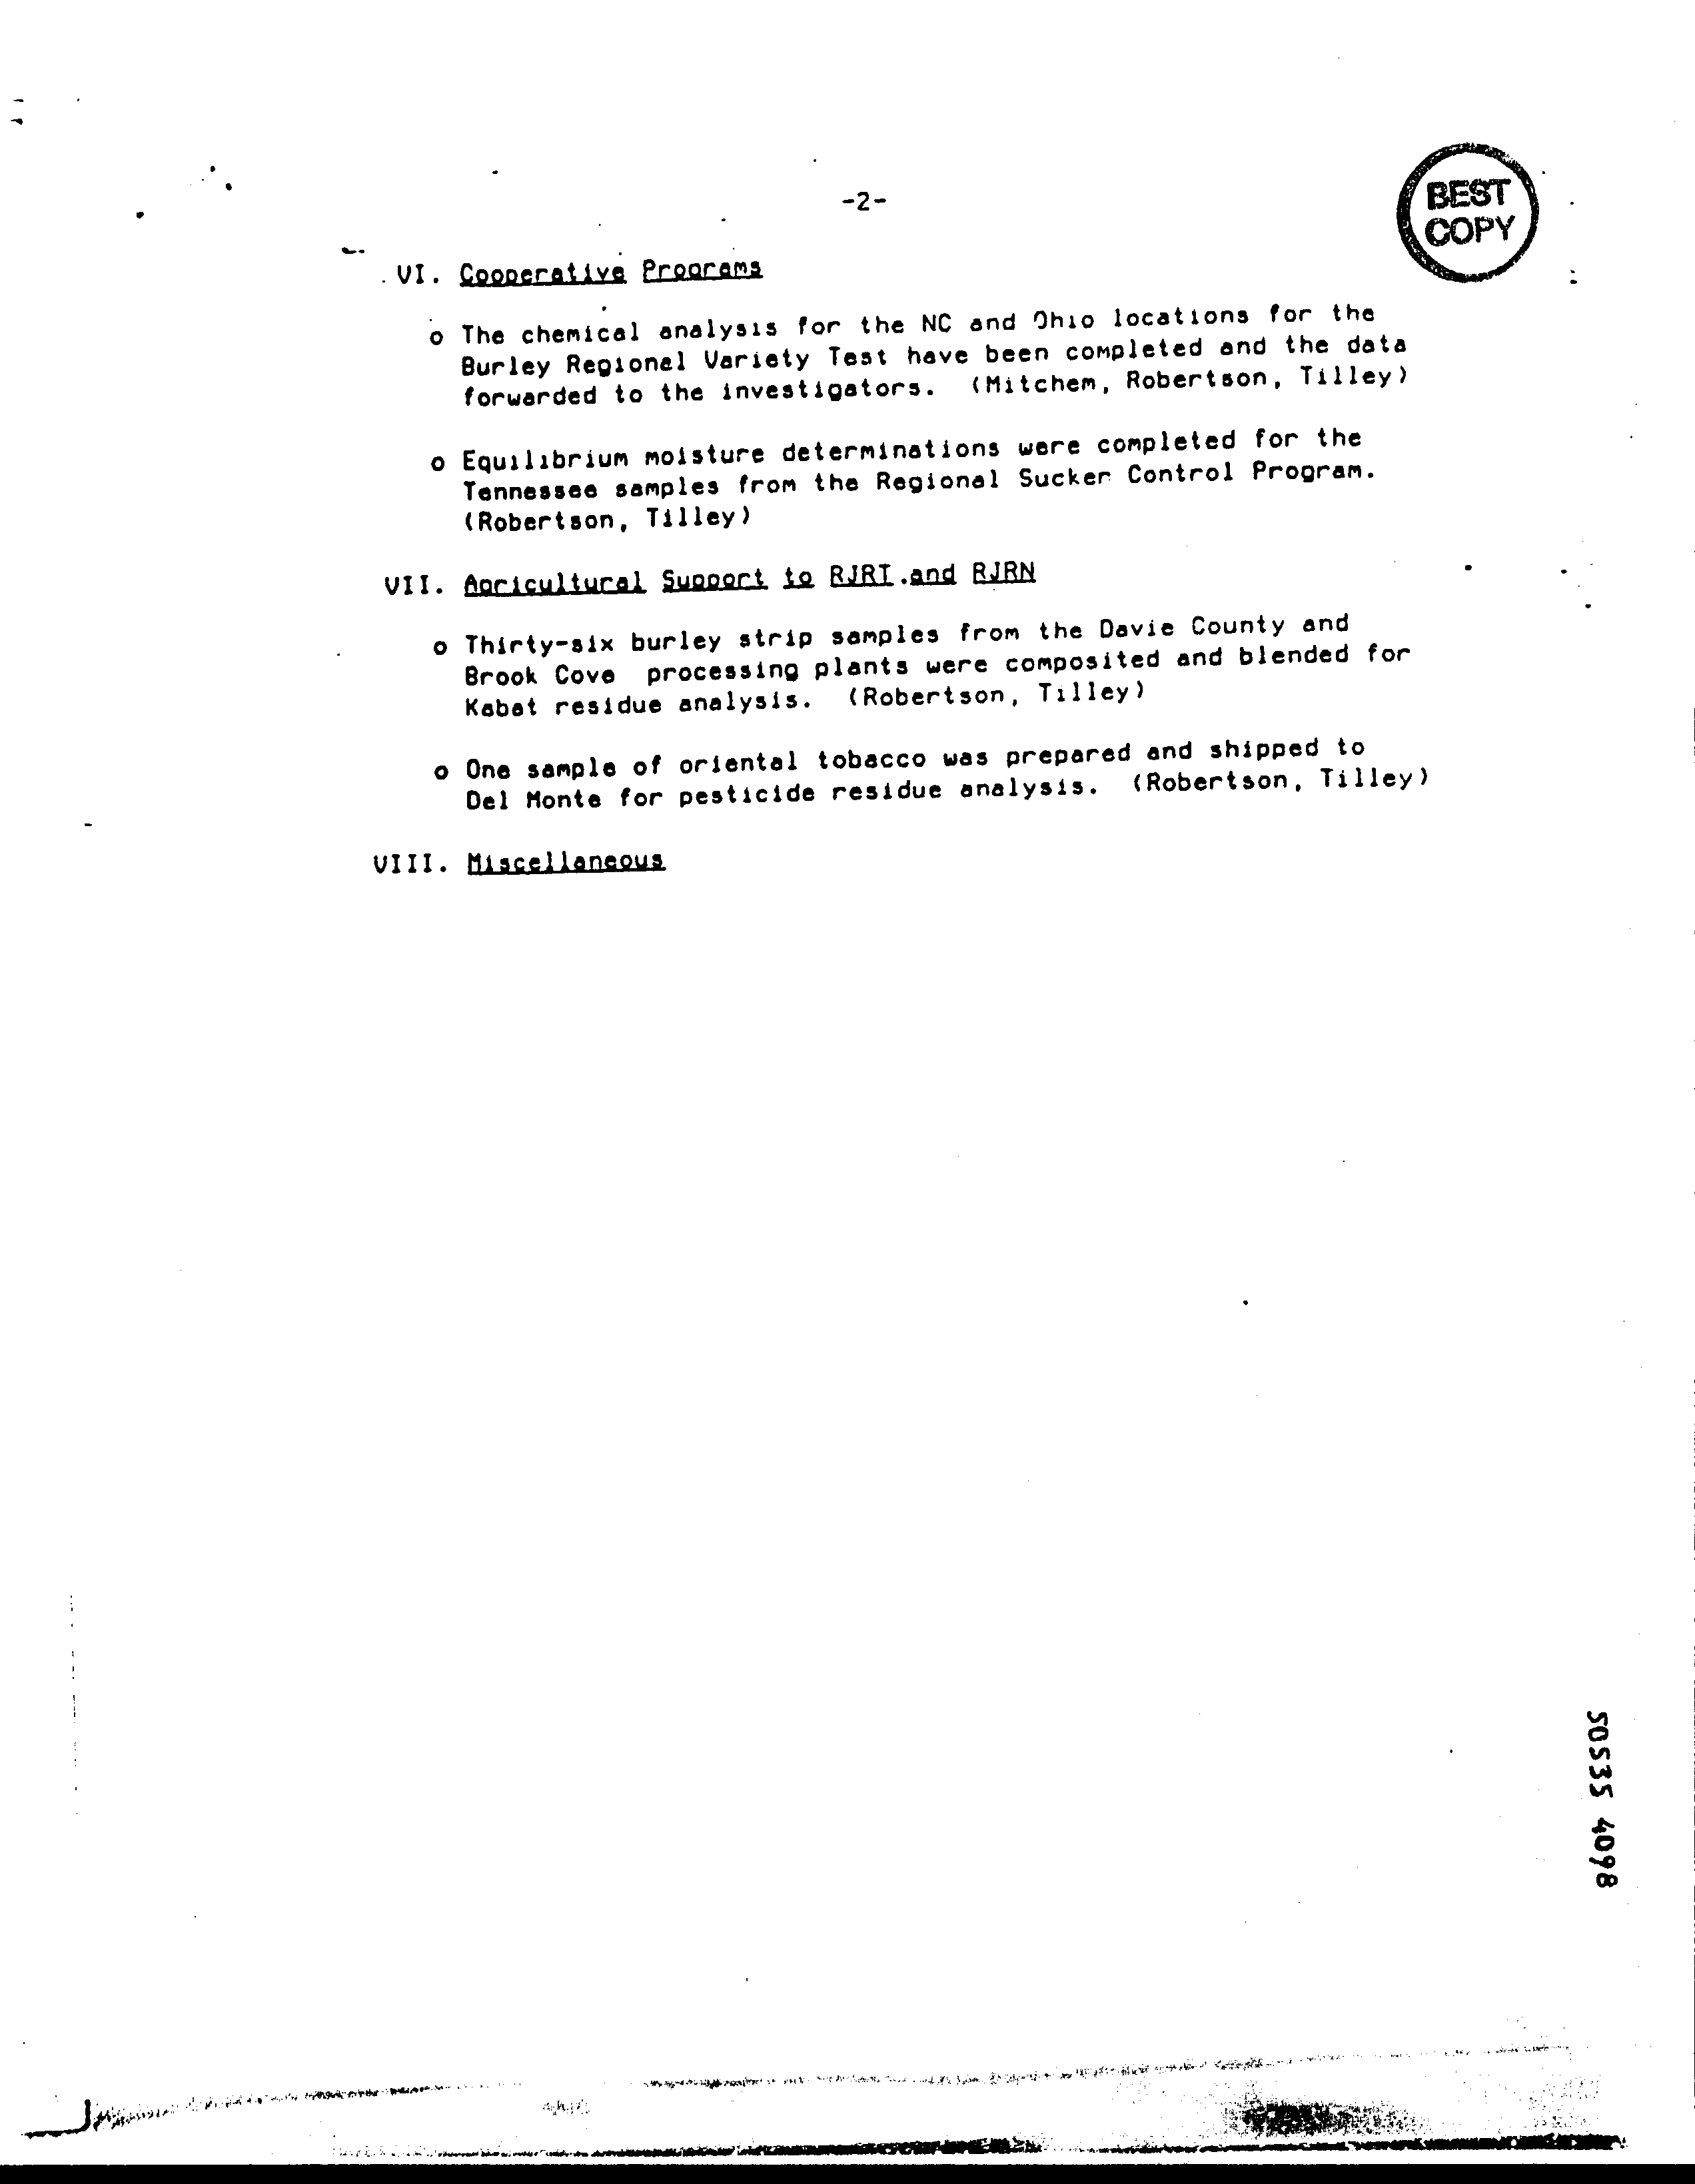 -2-
BEST
COPY
VI. Cooperative Programs
o The chemical analysis for the NC and Ohio locations for the
Burley Regional Variety Test have been completed and the data
forwarded to the investigators. (Mitchem, Robertson, Tilley)
o Equilibrium moisture determinations were completed for the
Tennessee samples from the Regional Sucker Control Program.
(Robertson, Tilley)
VII. Agricultural Support to RJRT and RJRN
o Thirty-six burley strip samples from the Davie County and
Brook Cove processing plants were composited and blended for
Kabat residue analysis. (Robertson, Tilley)
o One sample of oriental tobacco was prepared and shipped to
Del Monte for pesticide residue analysis. (Robertson, Tilley)
VIII. Miscellaneous
50535 4098